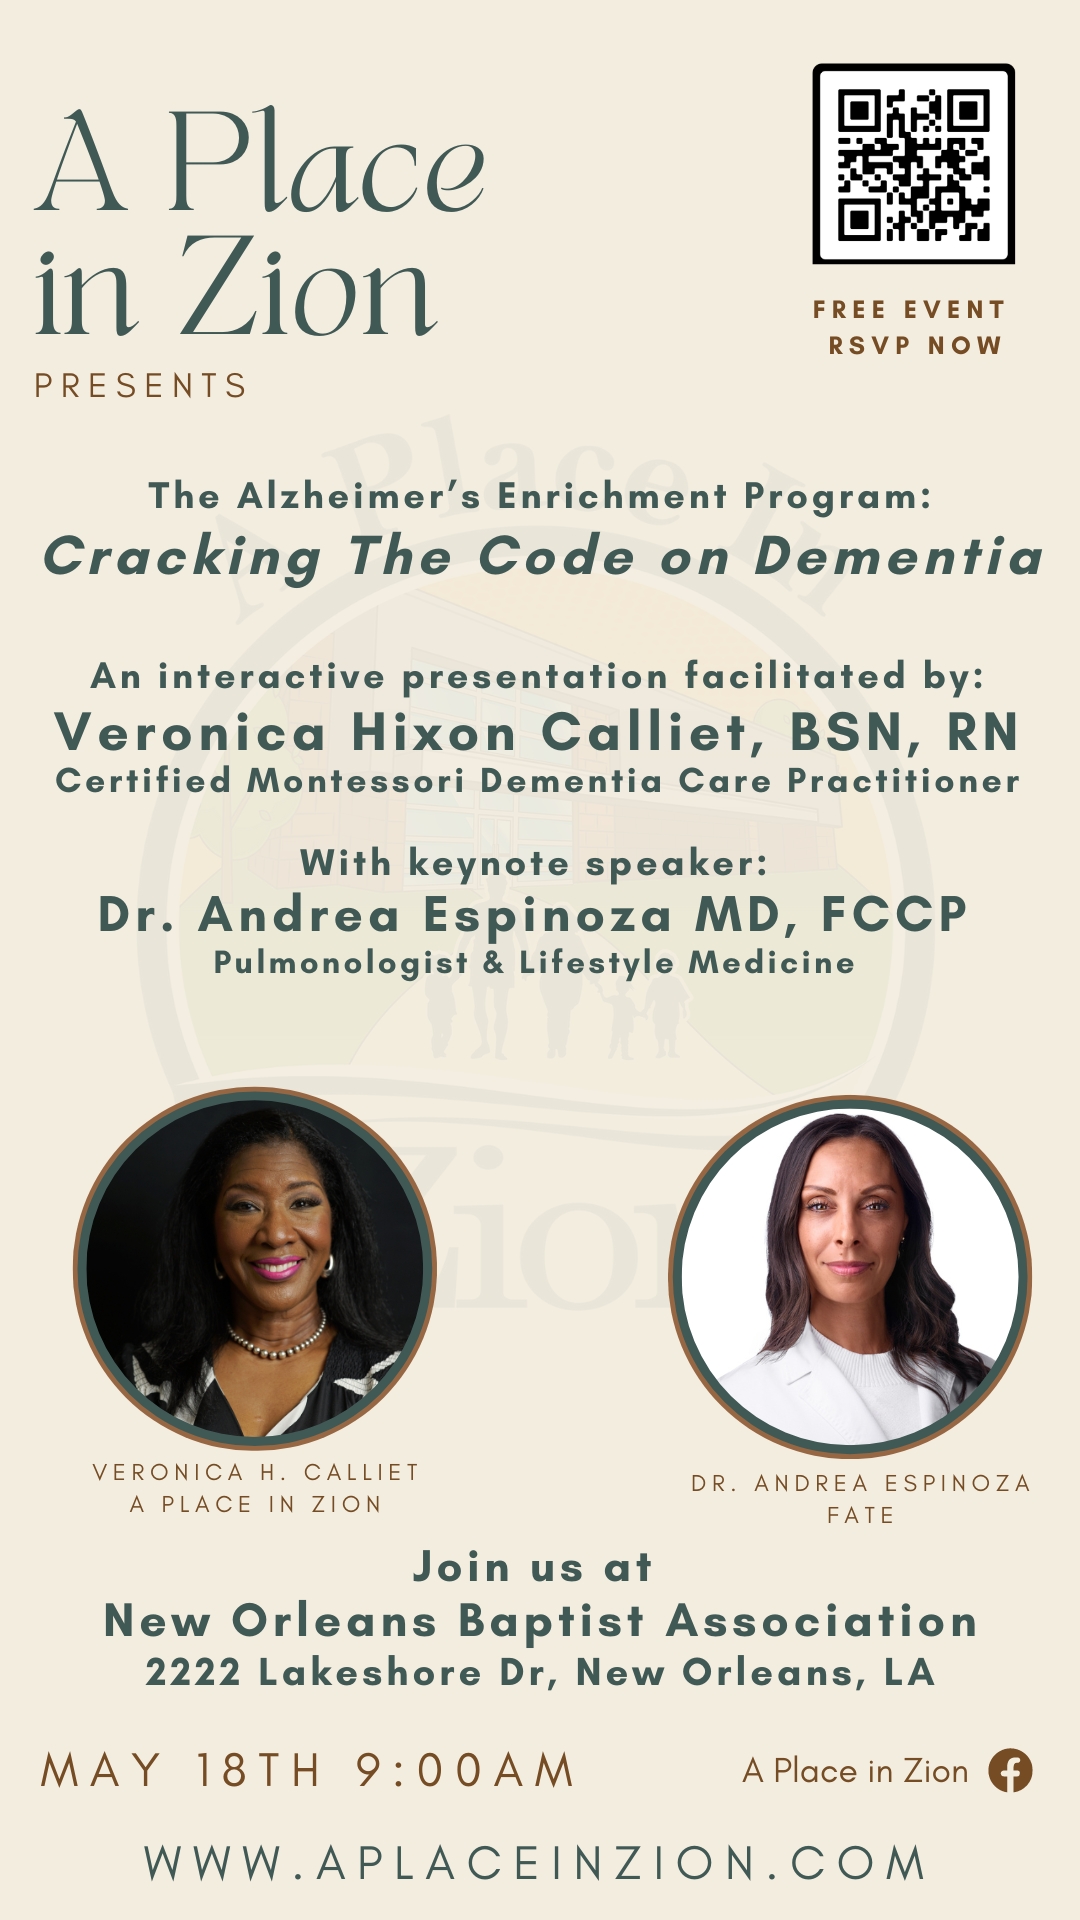 A Place
in Zion
PRESENTS
FREE EVENT
RSVP NOW
The Alzheimer's Enrichment Program:
Cracking The Code on Dementia
An interactive presentation facilitated by:
Veronica Hixon Calliet, BSN, RN
Certified Montessori Dementia Care Practitioner
With keynote speaker:
Dr. Andrea Espinoza MD, FCCP
Pulmonologist & Lifestyle Medicine
A Place In
Zion
VERONICA H. CALLIET
A PLACE IN ZION
DR. ANDREA ESPINOZA
FATE
Join us at
New Orleans Baptist Association
2222 Lakeshore Dr, New Orleans, LA
MAY 18TH 9:00AM
A Place in Zion
WWW.APLACEINZION.COM